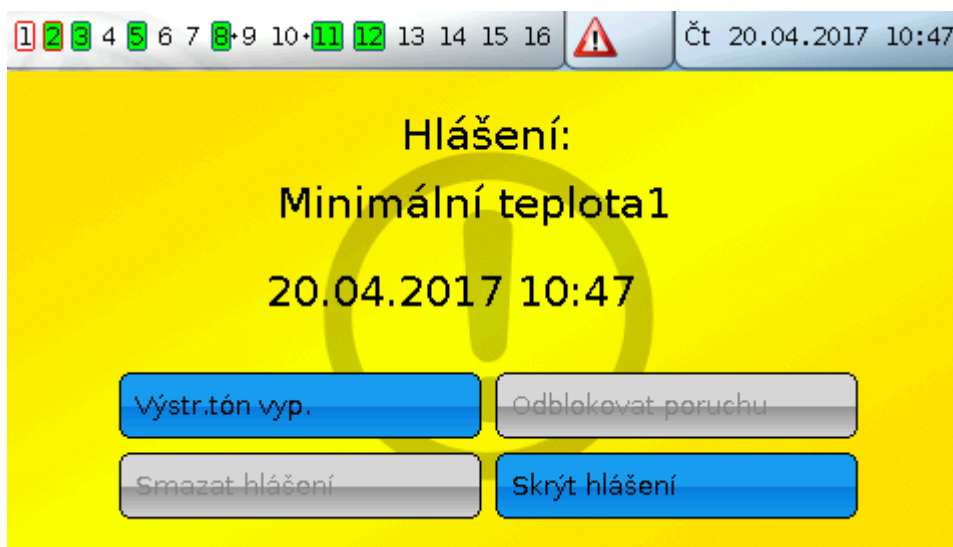 1 2 3 4 5 6 7 8+9 10+11 12 13 14 15 16 Čt 20.04.2017 10:47
Hlášení:
Minimální teplota1
20.04.2017 10:47
Výstr.tón vyp. Odblokovat poruchu
Smazat hlášení Skrýt hlášení